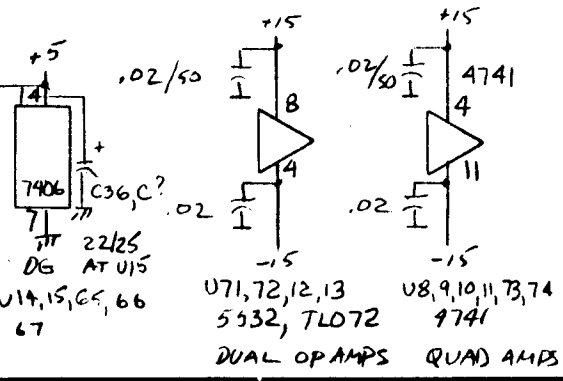 +5
4
7406
7
+
C36, C?
22/25
DG AT U15
U14, 15, 65, 66
67
+15
.02/50
8
4
.02
-15
U71, 72, 12, 13
5532, TL072
DUAL OP AMPS
+15
.02/50
4741
4
11
.02
-15
U8, 9, 10, 11, 73, 74
4741
QUAD AMPS